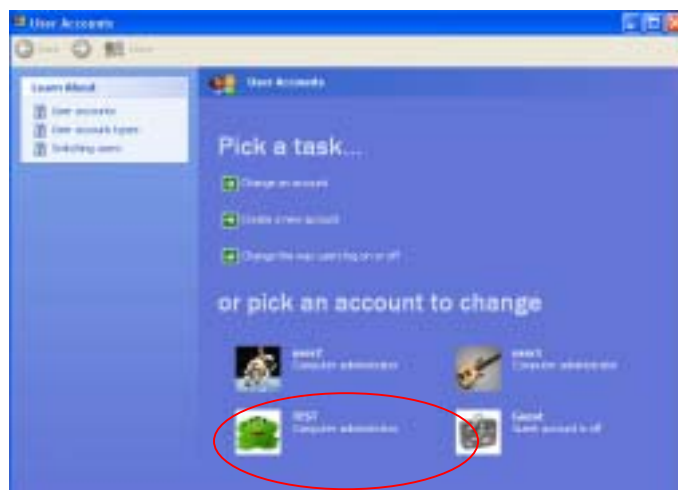 User Accounts
Learn About
User accounts
User account types
Switching users
User Accounts
Pick a task...
Change an account
Create a new account
Change the way users log on or off
or pick an account to change
Computer administrator
Computer administrator
TEST
Computer administrator
Guest
Guest account is off